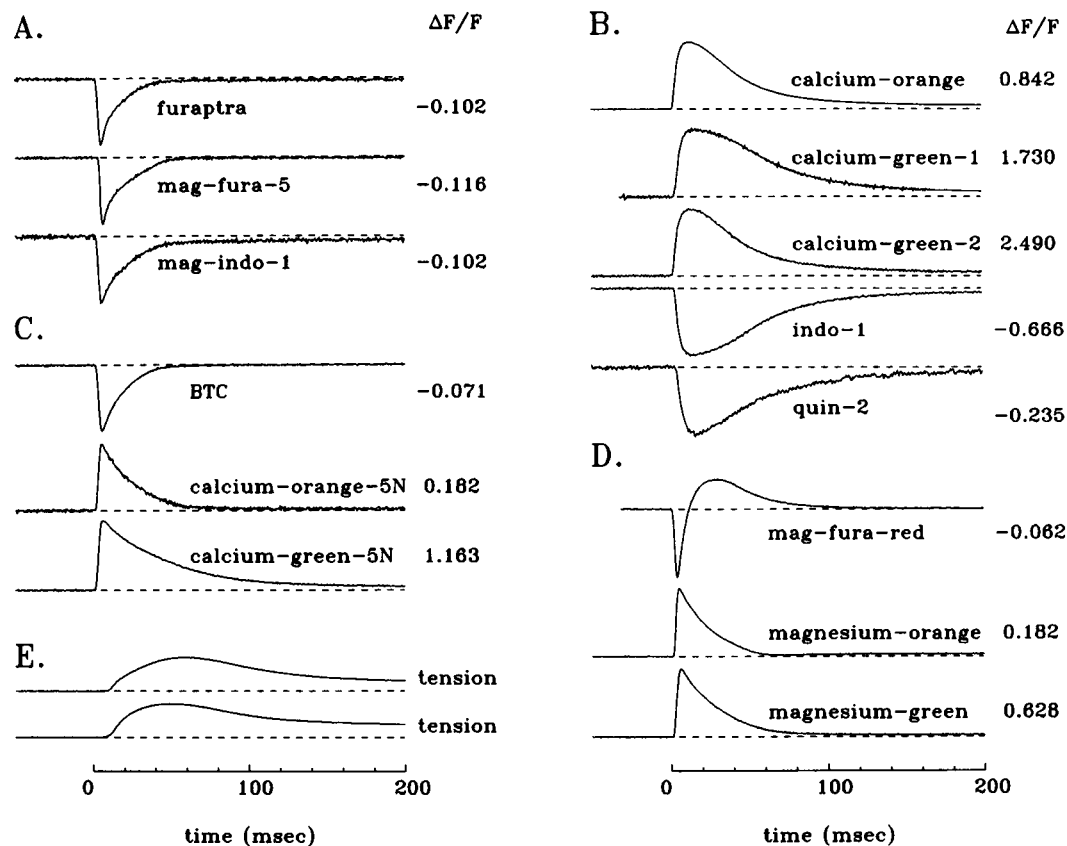 A. ΔF/F
furaptra -0.102
mag-fura-5 -0.116
mag-indo-1 -0.102
C.
BTC -0.071
calcium-orange-5N 0.182
calcium-green-5N 1.163
E.
tension
tension
0 100 200
time (msec)
B. ΔF/F
calcium-orange 0.842
calcium-green-1 1.730
calcium-green-2 2.490
indo-1 -0.666
quin-2 -0.235
D.
mag-fura-red -0.062
magnesium-orange 0.182
magnesium-green 0.628
0 100 200
time (msec)